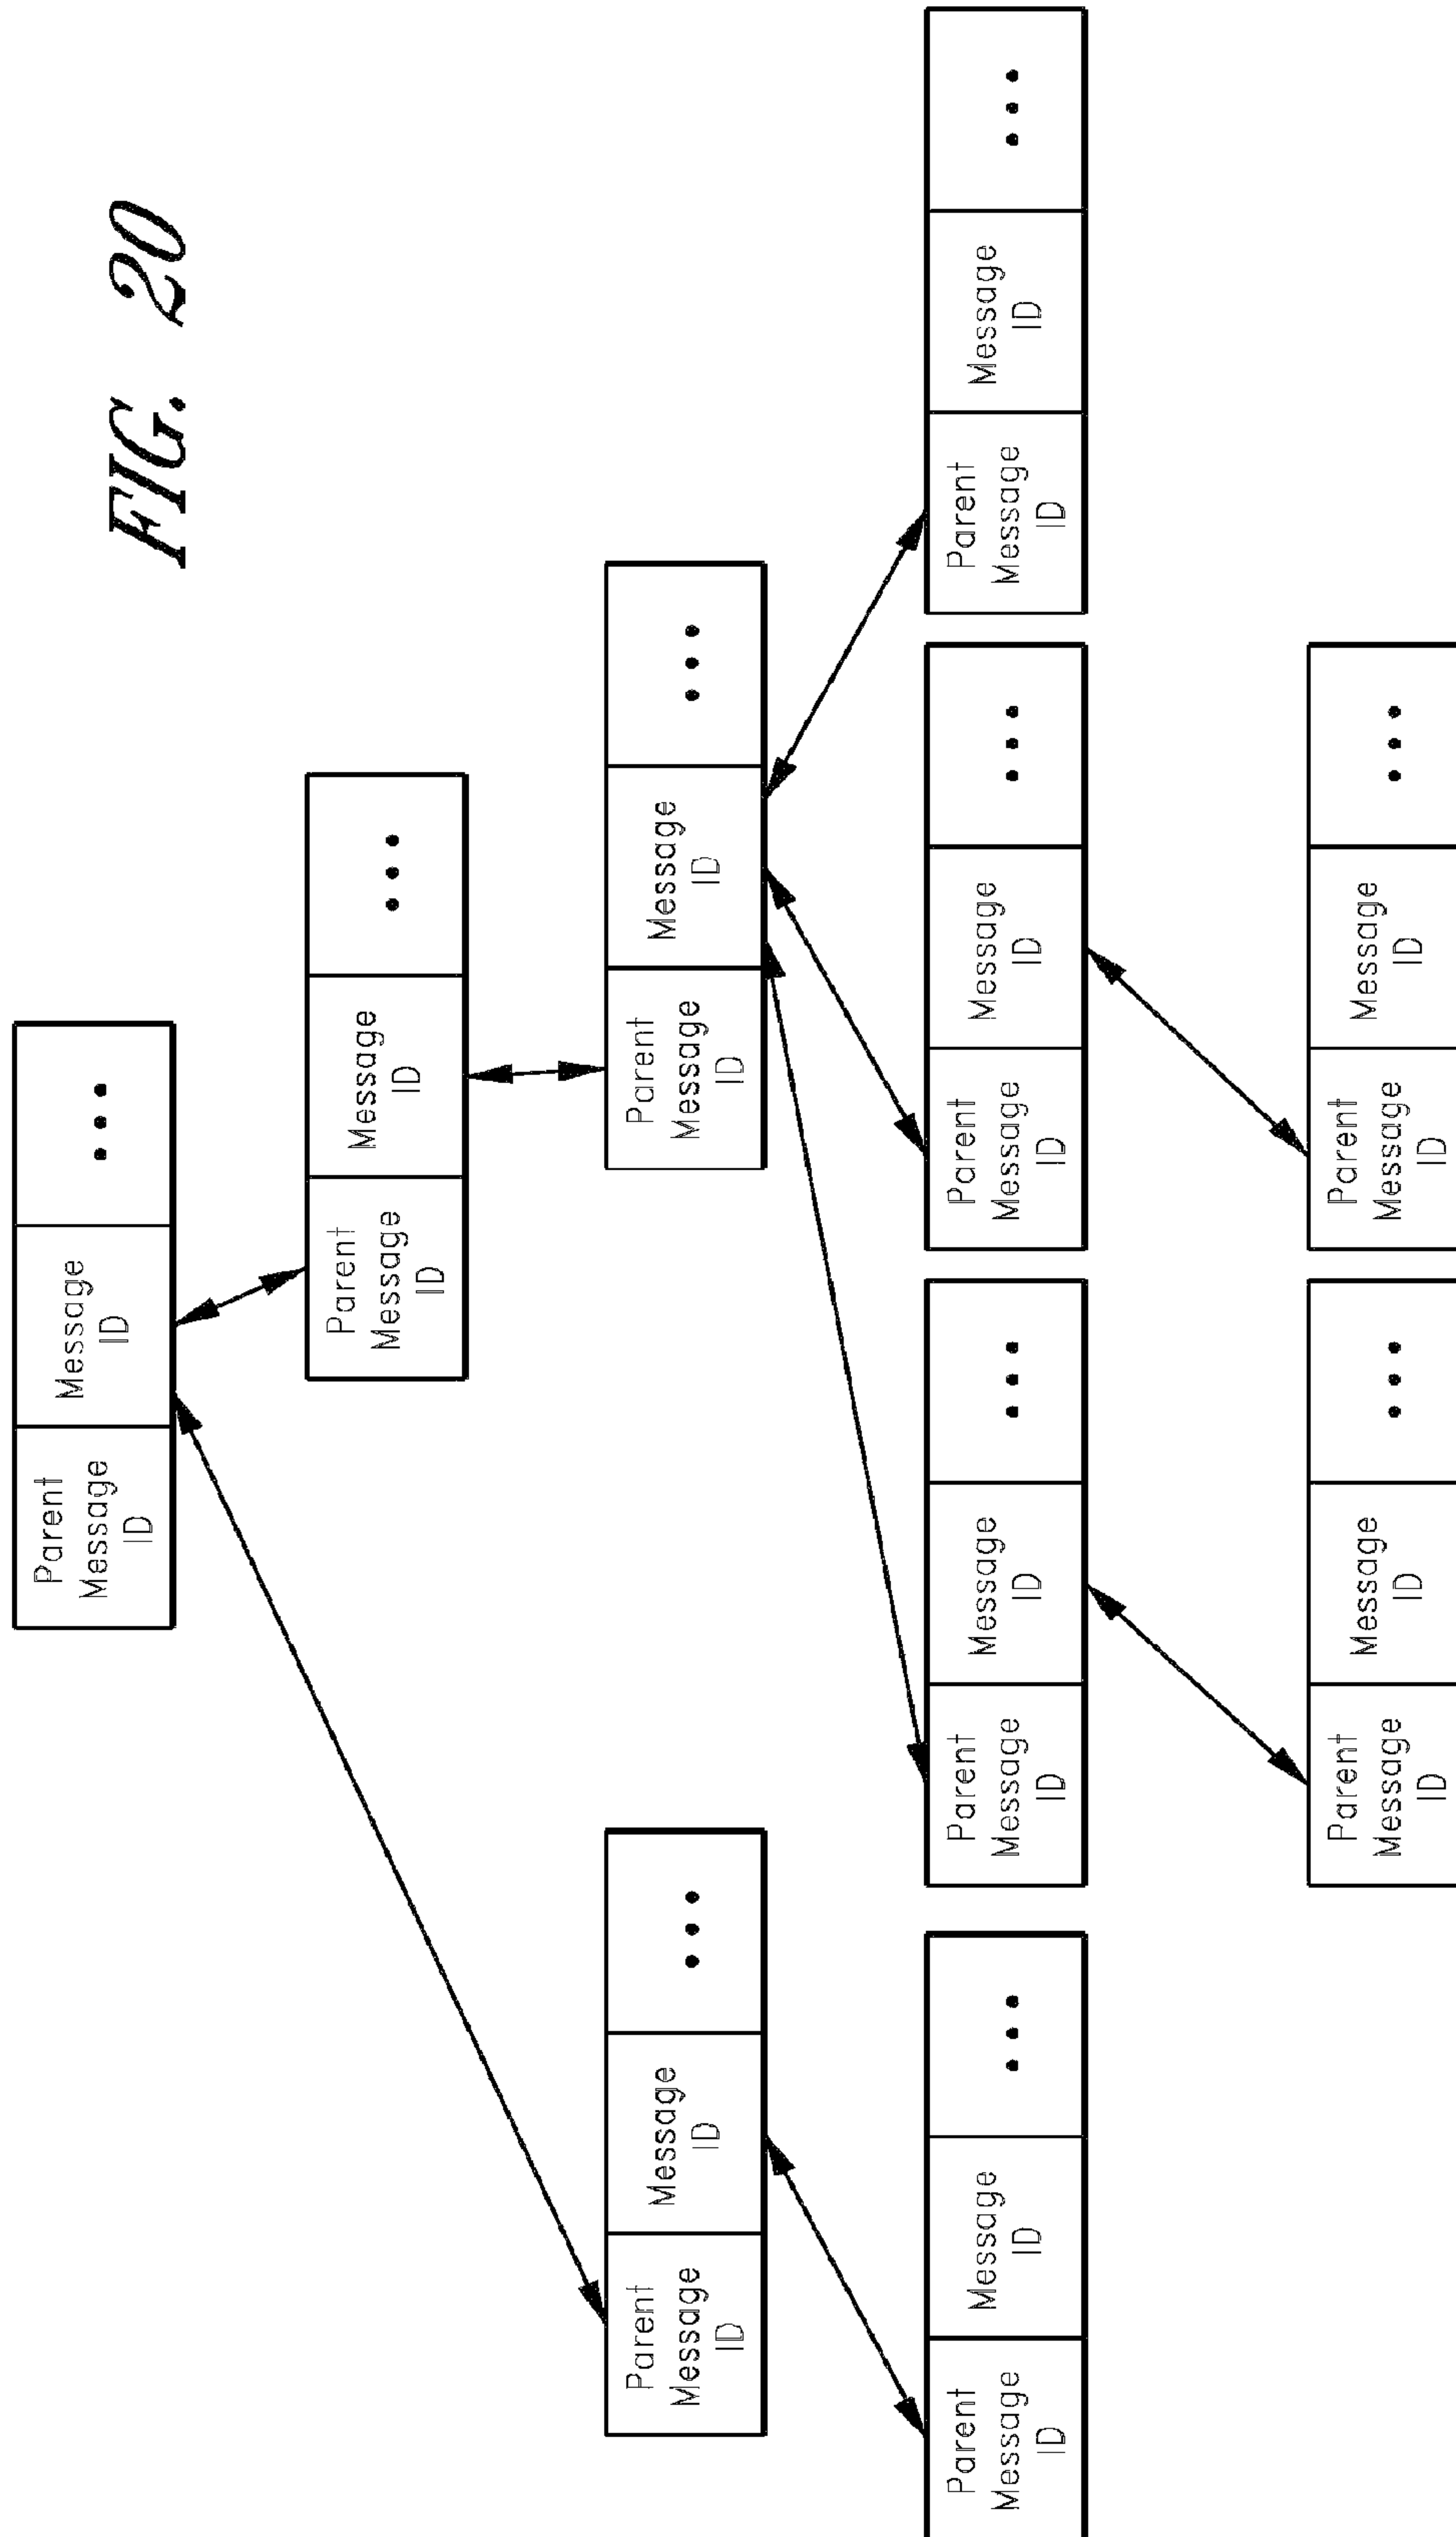 Parent
Message
ID
Message
ID
•••
FIG. 20
Parent
Message
ID
Message
ID
•••
Parent
Message
ID
Message
ID
•••
Parent
Message
ID
Message
ID
•••
Parent
Message
ID
Message
ID
•••
Parent
Message
ID
Message
ID
•••
Parent
Message
ID
Message
ID
•••
Parent
Message
ID
Message
ID
•••
Parent
Message
ID
Message
ID
•••
Parent
Message
ID
Message
ID
•••